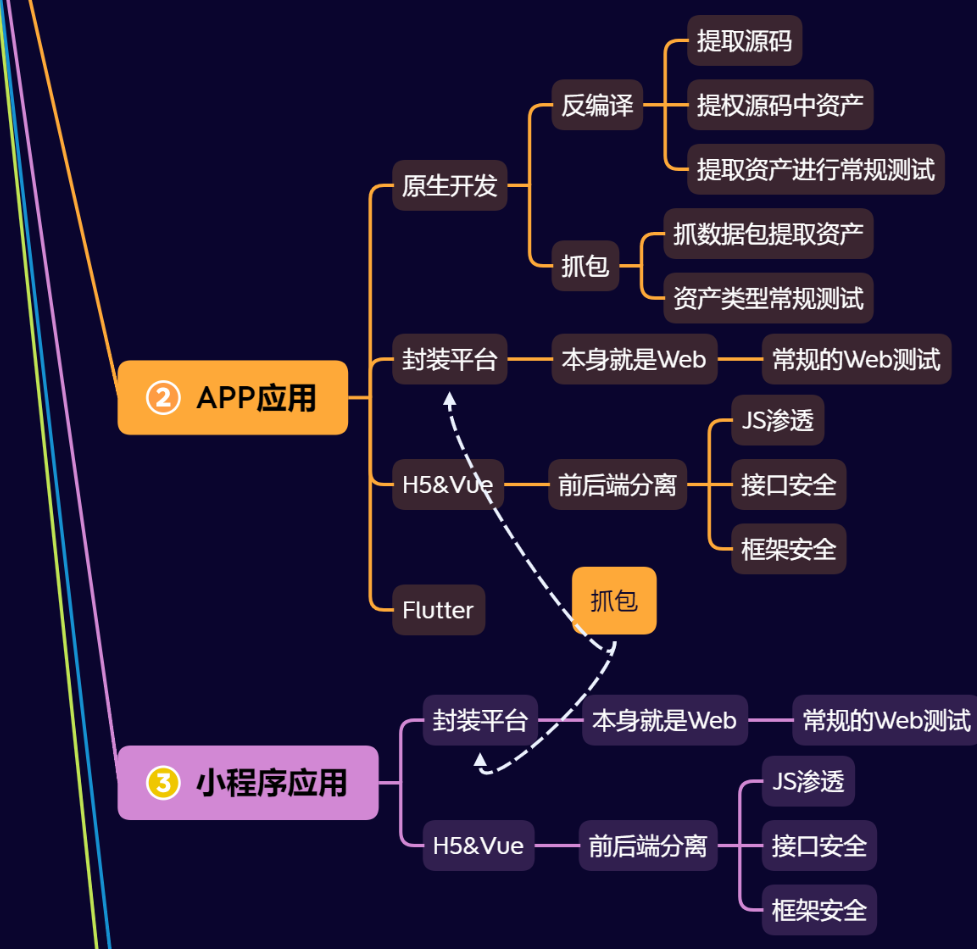 ② APP应用
原生开发
反编译
提取源码
提权源码中资产
提取资产进行常规测试
抓包
抓数据包提取资产
资产类型常规测试
封装平台
本身就是Web
常规的Web测试
H5&Vue
前后端分离
JS渗透
接口安全
框架安全
Flutter
抓包
③ 小程序应用
封装平台
本身就是Web
常规的Web测试
H5&Vue
前后端分离
JS渗透
接口安全
框架安全